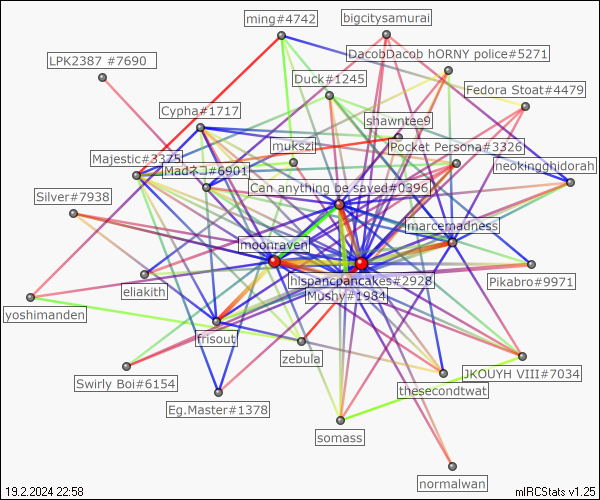 ming#4742
bigcitysamurai
DacobDacob hORNY police#5271
LPK2387 #7690
Duck#1245
Fedora Stoat#4479
Cypha#1717
shawntee9
mukszi
Pocket Persona#3326
Majestic#3375
Madネコ#6901
neokingghidorah
Can anything be sayed#0396
Silver#7938
marcemadness
moonraven
hispancpancakes#2928
Pikabro#9971
eliakith
Mushy#1984
yoshimanden
frisout
zebula
JKOUYH VIII#7034
Swirly Boi#6154
thesecondtwat
Eg.Master#1378
somass
normalwan
19.2.2024 22:58
mIRCStats v1.25